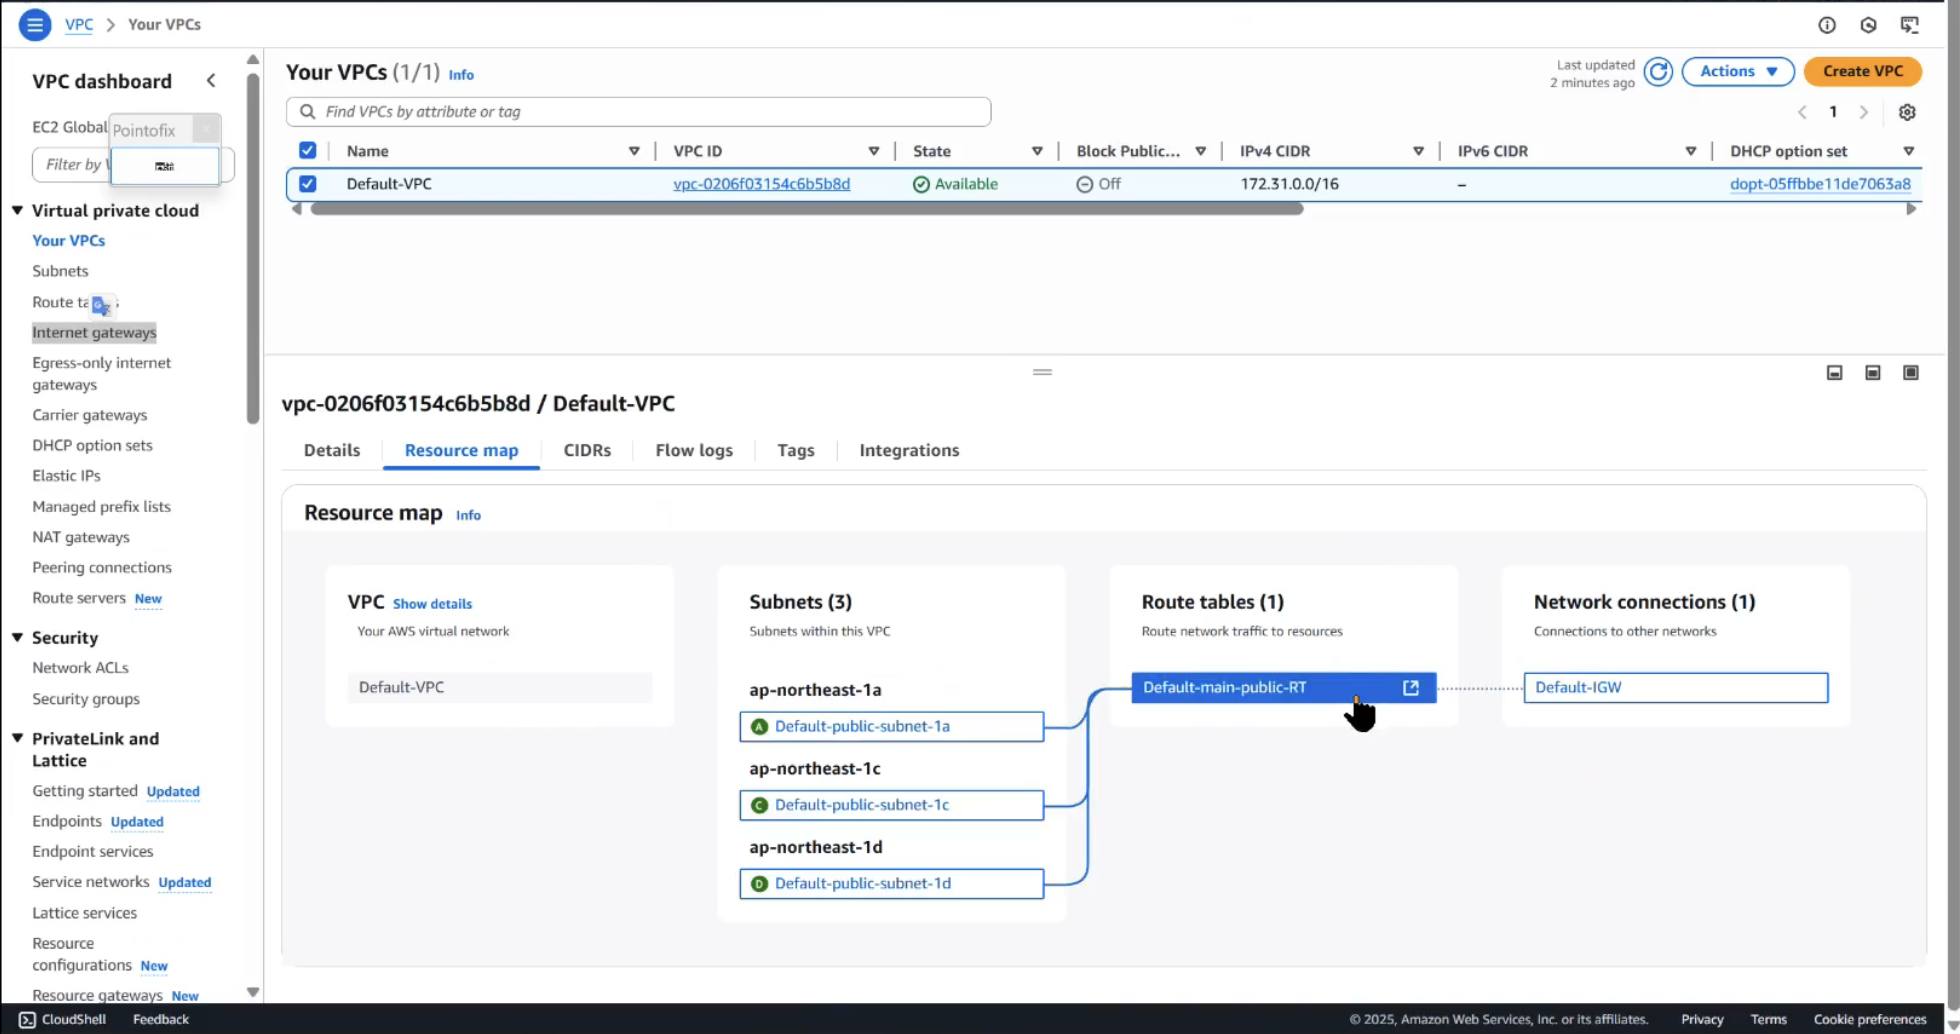 VPC > Your VPCs
VPC dashboard
EC2 Global
Pointofix
Filter by
Virtual private cloud
Your VPCs
Subnets
Route
Internet gateways
Egress-only internet
gateways
Carrier gateways
DHCP option sets
Elastic IPs
Managed prefix lists
NAT gateways
Peering connections
Route servers New
Security
Network ACLs
Security groups
PrivateLink and
Lattice
Getting started Updated
Endpoints Updated
Endpoint services
Service networks Updated
Lattice services
Resource
configurations New
Resource gateways New
Your VPCs (1/1) Info
Last updated
2 minutes ago
Actions
Create VPC
Find VPCs by attribute or tag
1
Name VPC ID State Block Public... IPv4 CIDR IPv6 CIDR DHCP option set
Default-VPC vpc-0206f03154c6b5b8d Available Off 172.31.0.0/16 – dopt-05ffbbe11de7063a8
vpc-0206f03154c6b5b8d / Default-VPC
Details Resource map CIDRs Flow logs Tags Integrations
Resource map Info
VPC Show details
Your AWS virtual network
Default-VPC
Subnets (3)
Subnets within this VPC
ap-northeast-1a
A Default-public-subnet-1a
ap-northeast-1c
C Default-public-subnet-1c
ap-northeast-1d
D Default-public-subnet-1d
Route tables (1)
Route network traffic to resources
Default-main-public-RT
Network connections (1)
Connections to other networks
Default-IGW
CloudShell Feedback © 2025, Amazon Web Services, Inc. or its affiliates. Privacy Terms Cookie preferences